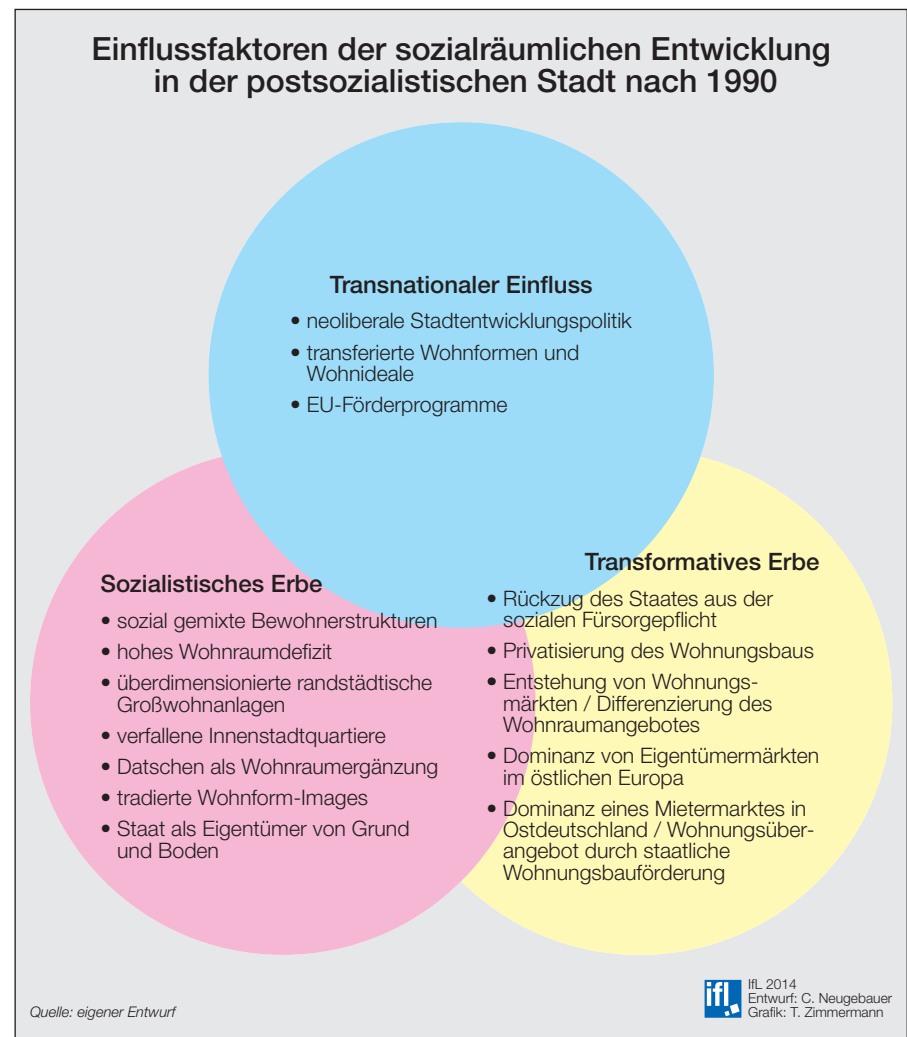 Einflussfaktoren der sozialräumlichen Entwicklung
in der postsozialistischen Stadt nach 1990
Transnationaler Einfluss
• neoliberale Stadtentwicklungspolitik
• transferierte Wohnformen und
Wohnideale
• EU-Förderprogramme
Sozialistisches Erbe
• sozial gemixte Bewohnerstrukturen
• hohes Wohnraumdefizit
• überdimensionierte randstädtische
Großwohnanlagen
• verfallene Innenstadtquartiere
• Datschen als Wohnraumergänzung
• tradierte Wohnform-Images
• Staat als Eigentümer von Grund
und Boden
Transformatives Erbe
• Rückzug des Staates aus der
sozialen Fürsorgepflicht
• Privatisierung des Wohnungsbaus
• Entstehung von Wohnungs-
märkten / Differenzierung des
Wohnraumangebotes
• Dominanz von Eigentümermärkten
im östlichen Europa
• Dominanz eines Mietermarktes in
Ostdeutschland / Wohnungsüber-
angebot durch staatliche
Wohnungsbauförderung
Quelle: eigener Entwurf
ifl
IfL 2014
Entwurf: C. Neugebauer
Grafik: T. Zimmermann